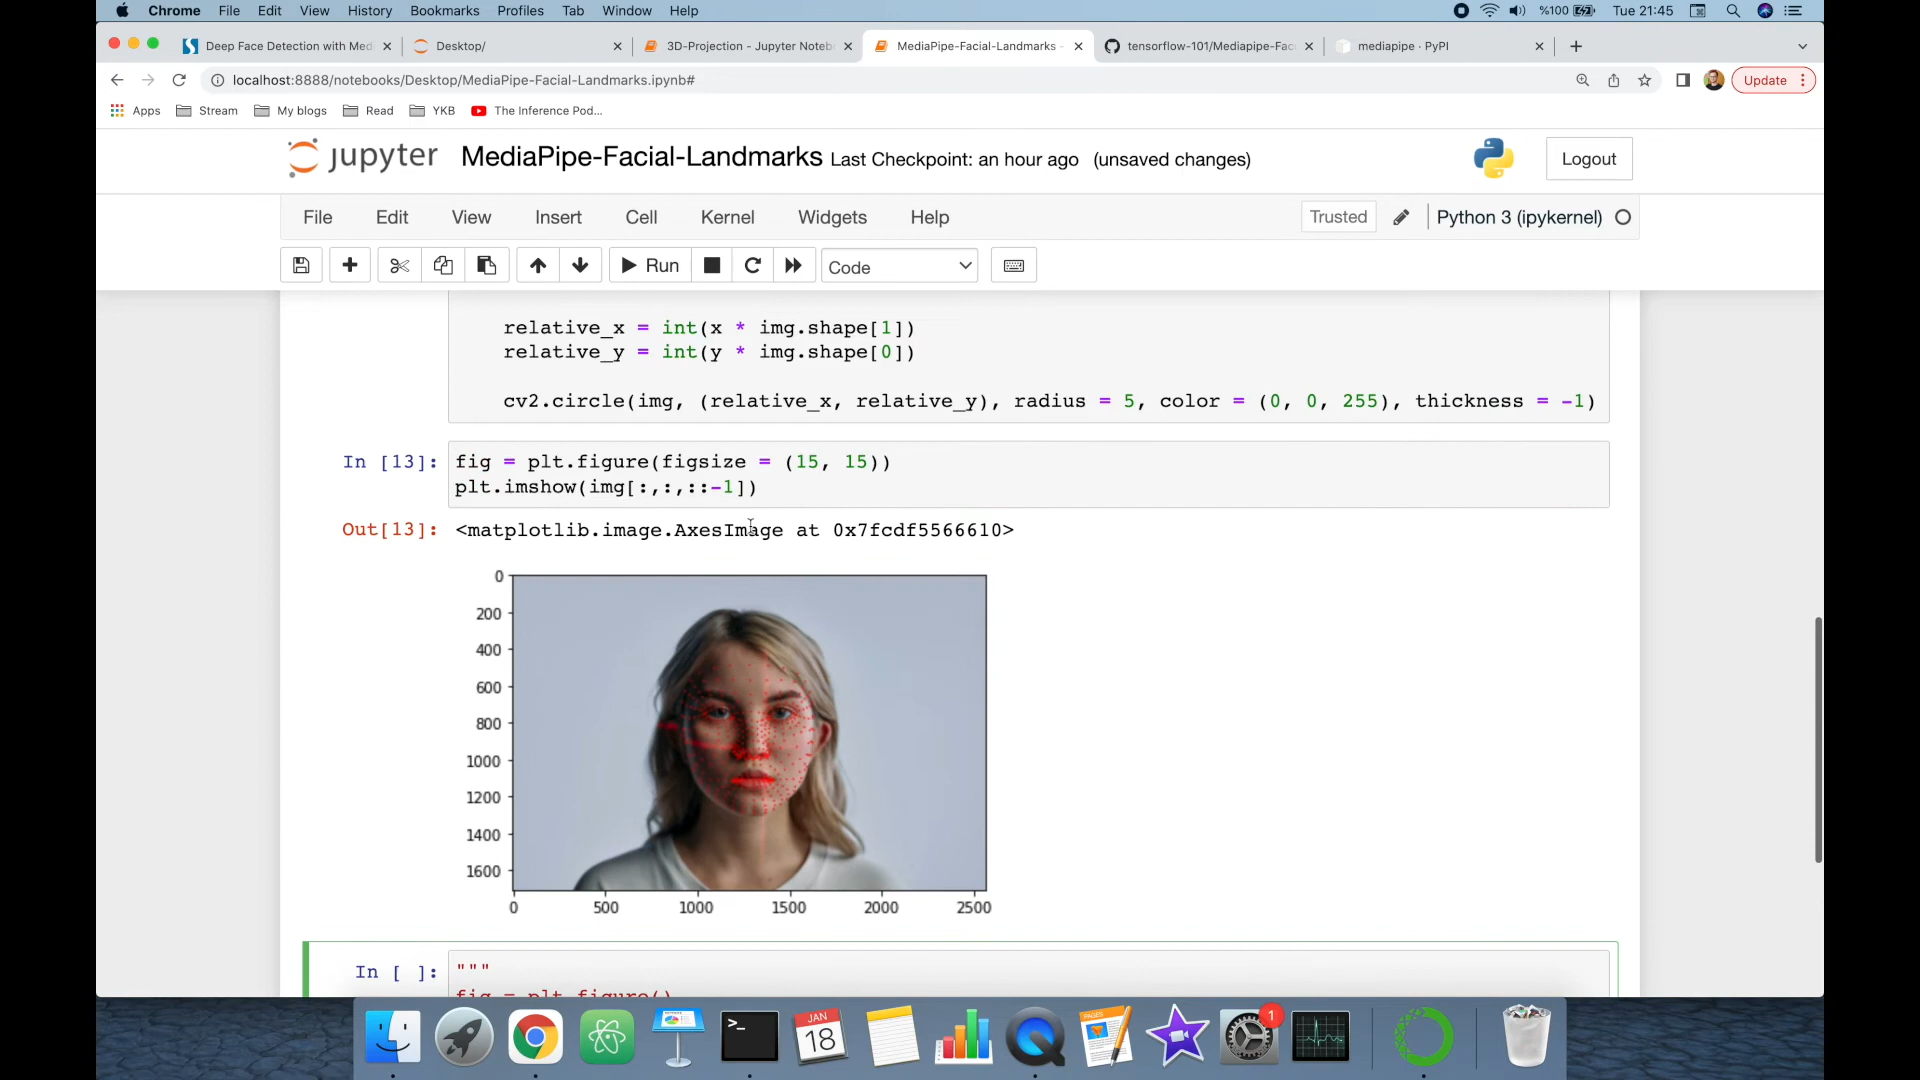 Chrome File Edit View History Bookmarks Profiles Tab Window Help %100 Tue 21:45
Deep Face Detection with Med Desktop/ 3D-Projection - Jupyter Noteb MediaPipe-Facial-Landmarks - tensorflow-101/Mediapipe-Fac mediapipe · PyPI
localhost:8888/notebooks/Desktop/MediaPipe-Facial-Landmarks.ipynb# Update
Apps Stream My blogs Read YKB The Inference Pod...
jupyter MediaPipe-Facial-Landmarks Last Checkpoint: an hour ago (unsaved changes) Logout
File Edit View Insert Cell Kernel Widgets Help Trusted Python 3 (ipykernel)
Run Code
relative_x = int(x * img.shape[1])
relative_y = int(y * img.shape[0])
cv2.circle(img, (relative_x, relative_y), radius = 5, color = (0, 0, 255), thickness = -1)
In [13]: fig = plt.figure(figsize = (15, 15))
plt.imshow(img[:,:,::-1])
Out[13]: <matplotlib.image.AxesImage at 0x7fcdf5566610>
0
200
400
600
800
1000
1200
1400
1600
0 500 1000 1500 2000 2500
In [ ]: """
fig = plt.figure()
JAN
18
PAGES
1